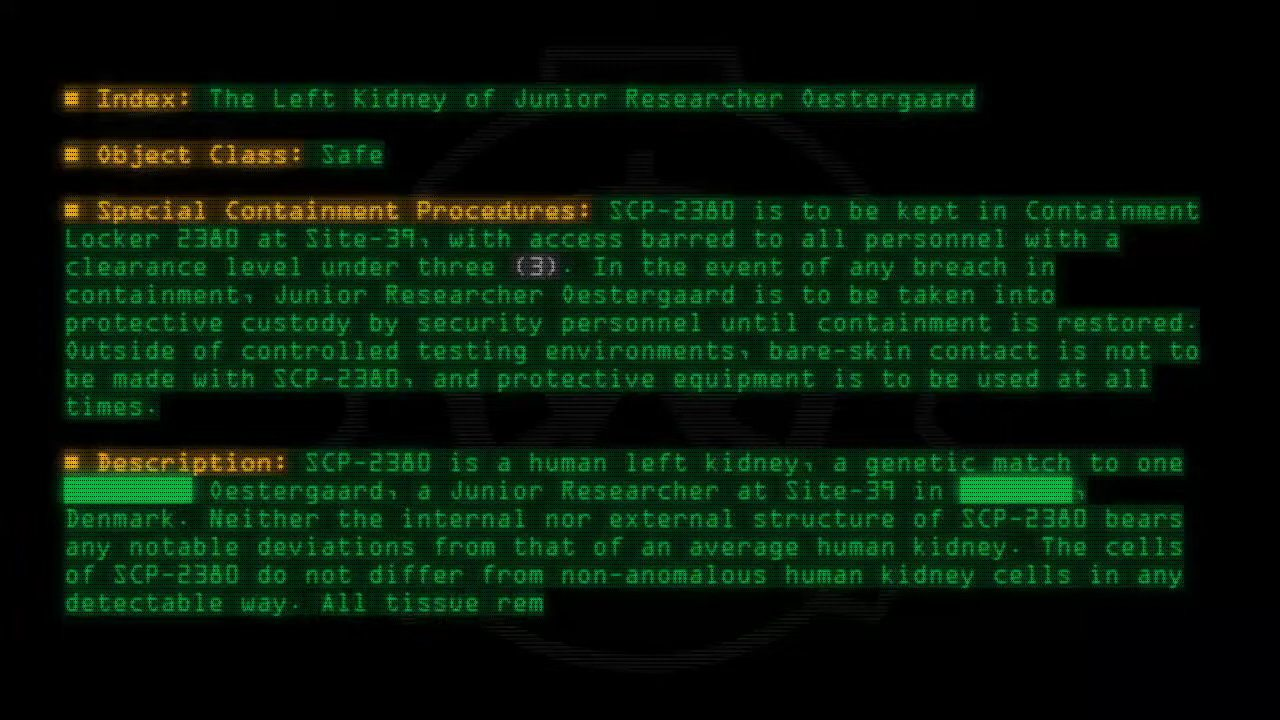 ■ Index: The Left Kidney of Junior Researcher Oestergaard
■ Object Class: Safe
■ Special Containment Procedures: SCP-2380 is to be kept in Containment
Locker 2380 at Site-39, with access barred to all personnel with a
clearance level under three (3). In the event of any breach in
containment, Junior Researcher Oestergaard is to be taken into
protective custody by security personnel until containment is restored.
Outside of controlled testing environments, bare-skin contact is not to
be made with SCP-2380, and protective equipment is to be used at all
times.
■ Description: SCP-2380 is a human left kidney, a genetic match to one
████████ Oestergaard, a Junior Researcher at Site-39 in ███████,
Denmark. Neither the internal nor external structure of SCP-2380 bears
any notable deviations from that of an average human kidney. The cells
of SCP-2380 do not differ from non-anomalous human kidney cells in any
detectable way. All tissue rem